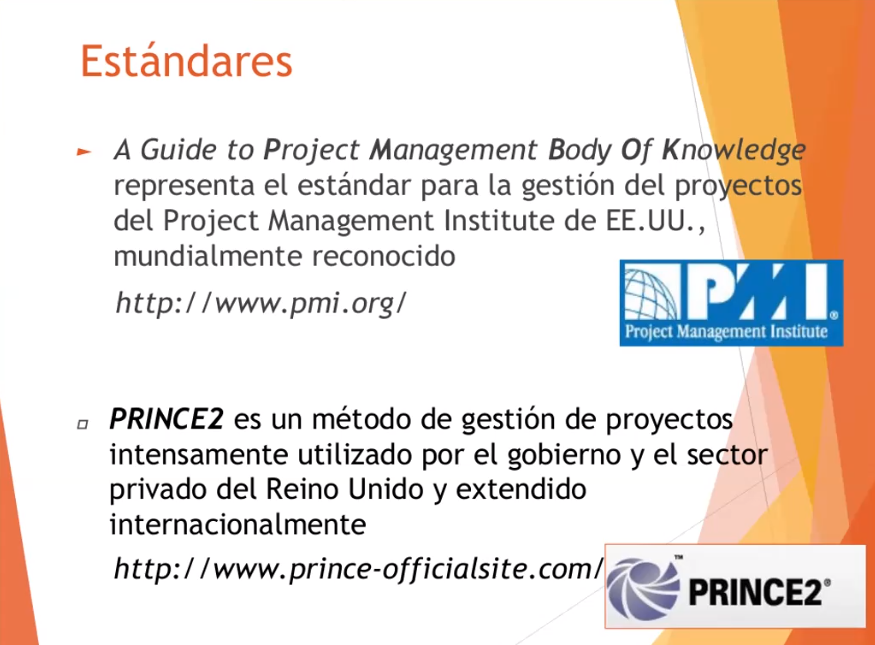 Estándares
► A Guide to Project Management Body Of Knowledge
representa el estándar para la gestión del proyectos
del Project Management Institute de EE.UU.,
mundialmente reconocido
http://www.pmi.org/
PMI®
Project Management Institute
PRINCE2 es un método de gestión de proyectos
intensamente utilizado por el gobierno y el sector
privado del Reino Unido y extendido
internacionalmente
http://www.prince-officialsite.com/
™
PRINCE2®